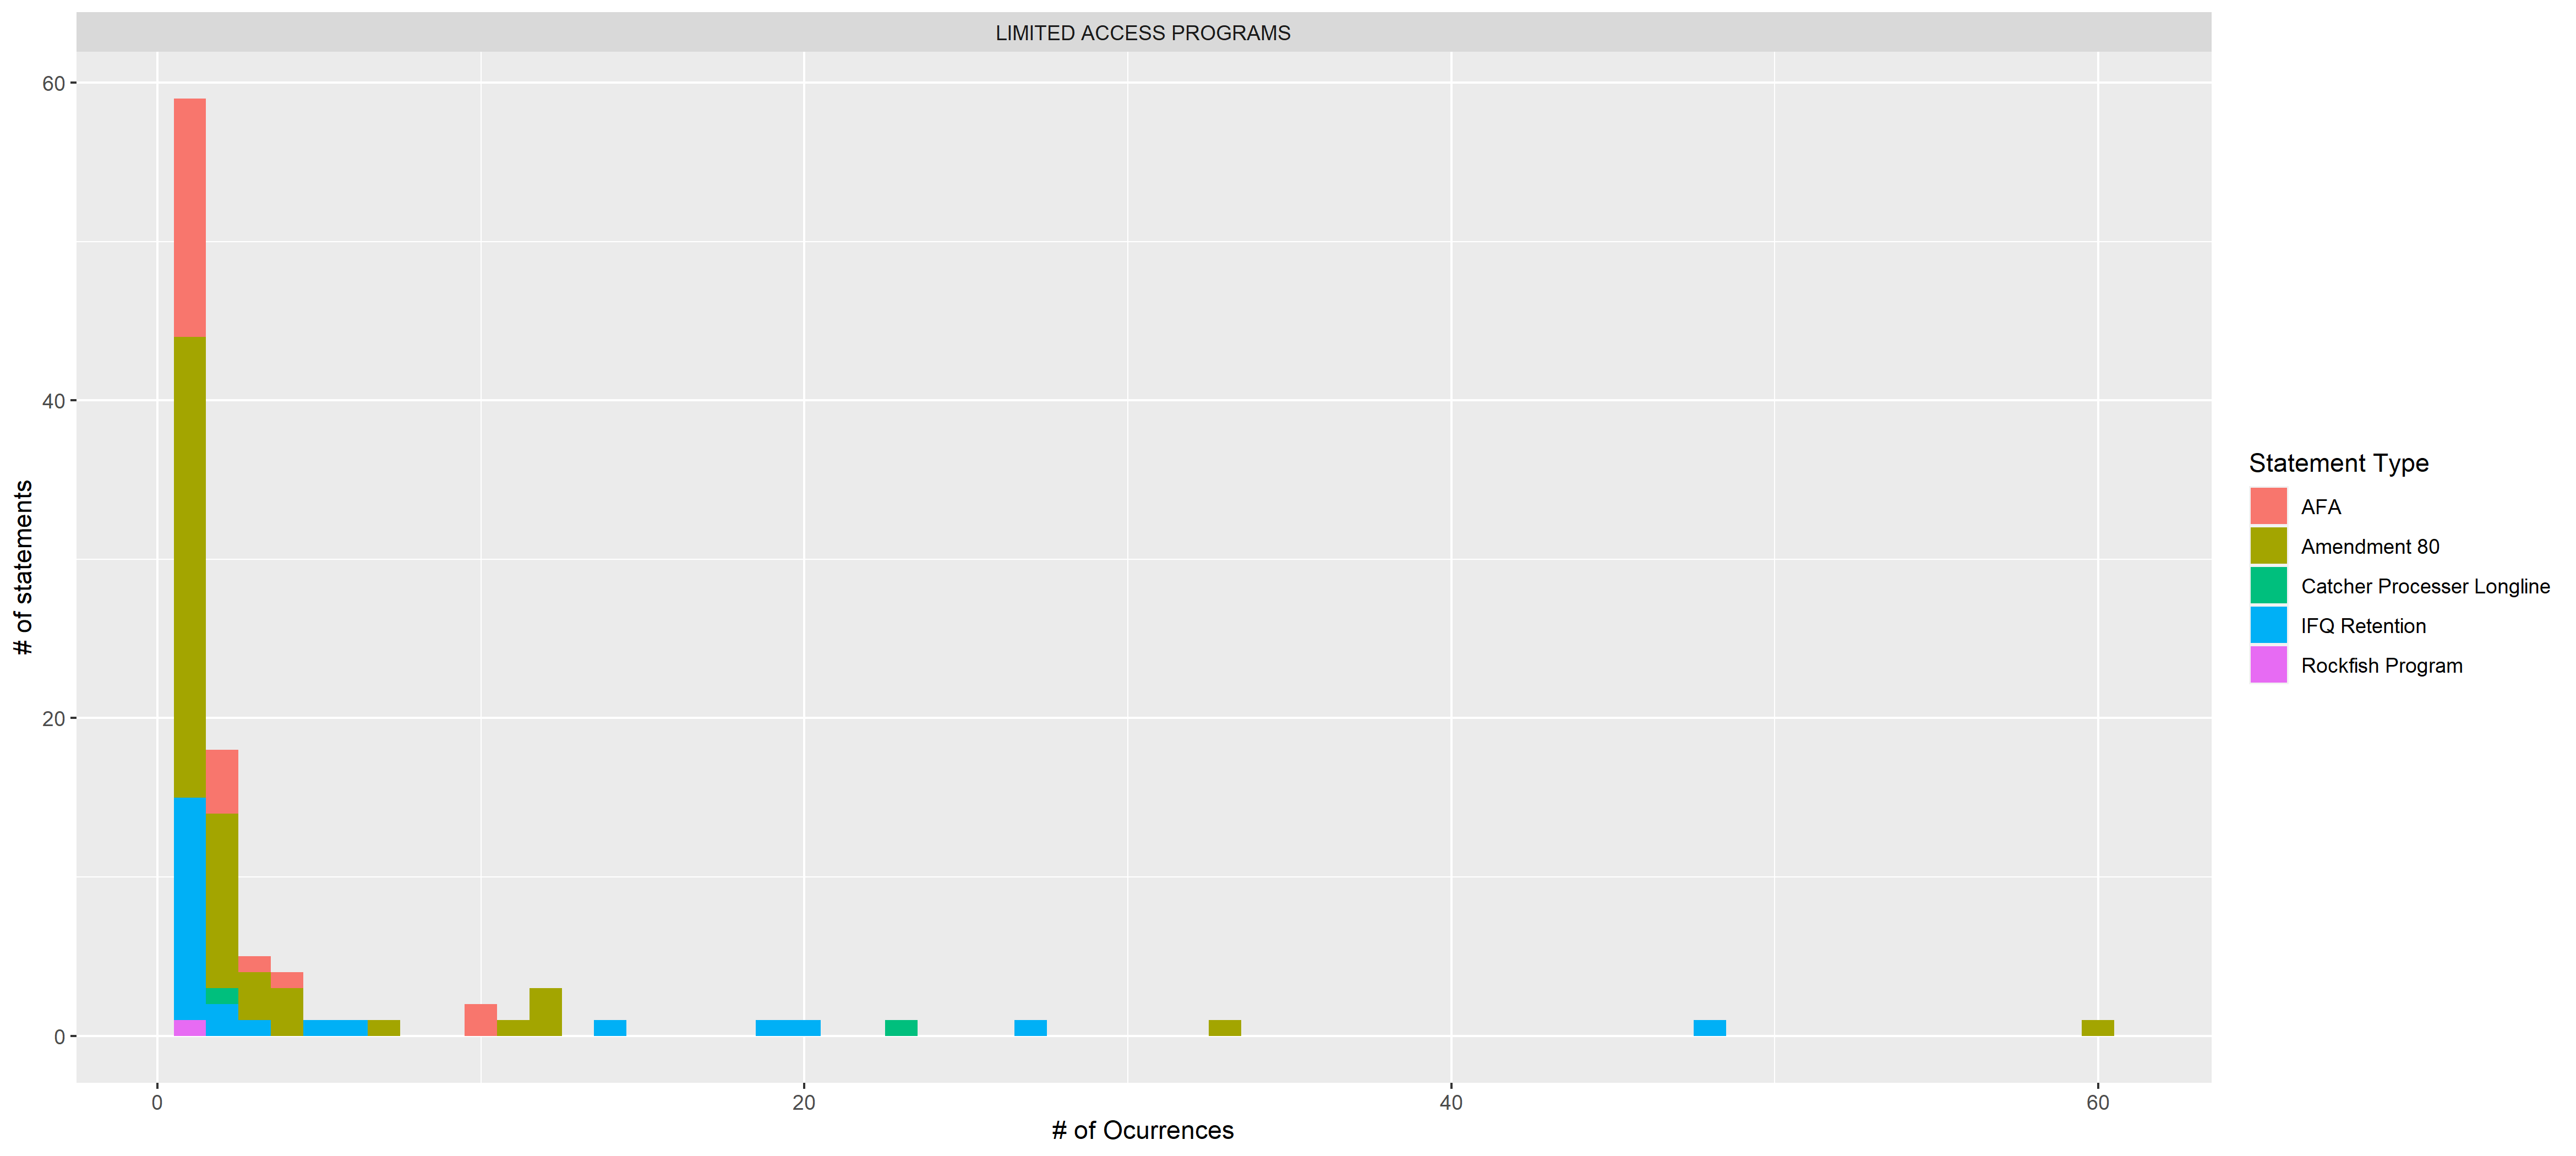 LIMITED ACCESS PROGRAMS
60
40
20
0
# of statements
0
20
40
60
# of Ocurrences
Statement Type
AFA
Amendment 80
Catcher Processer Longline
IFQ Retention
Rockfish Program